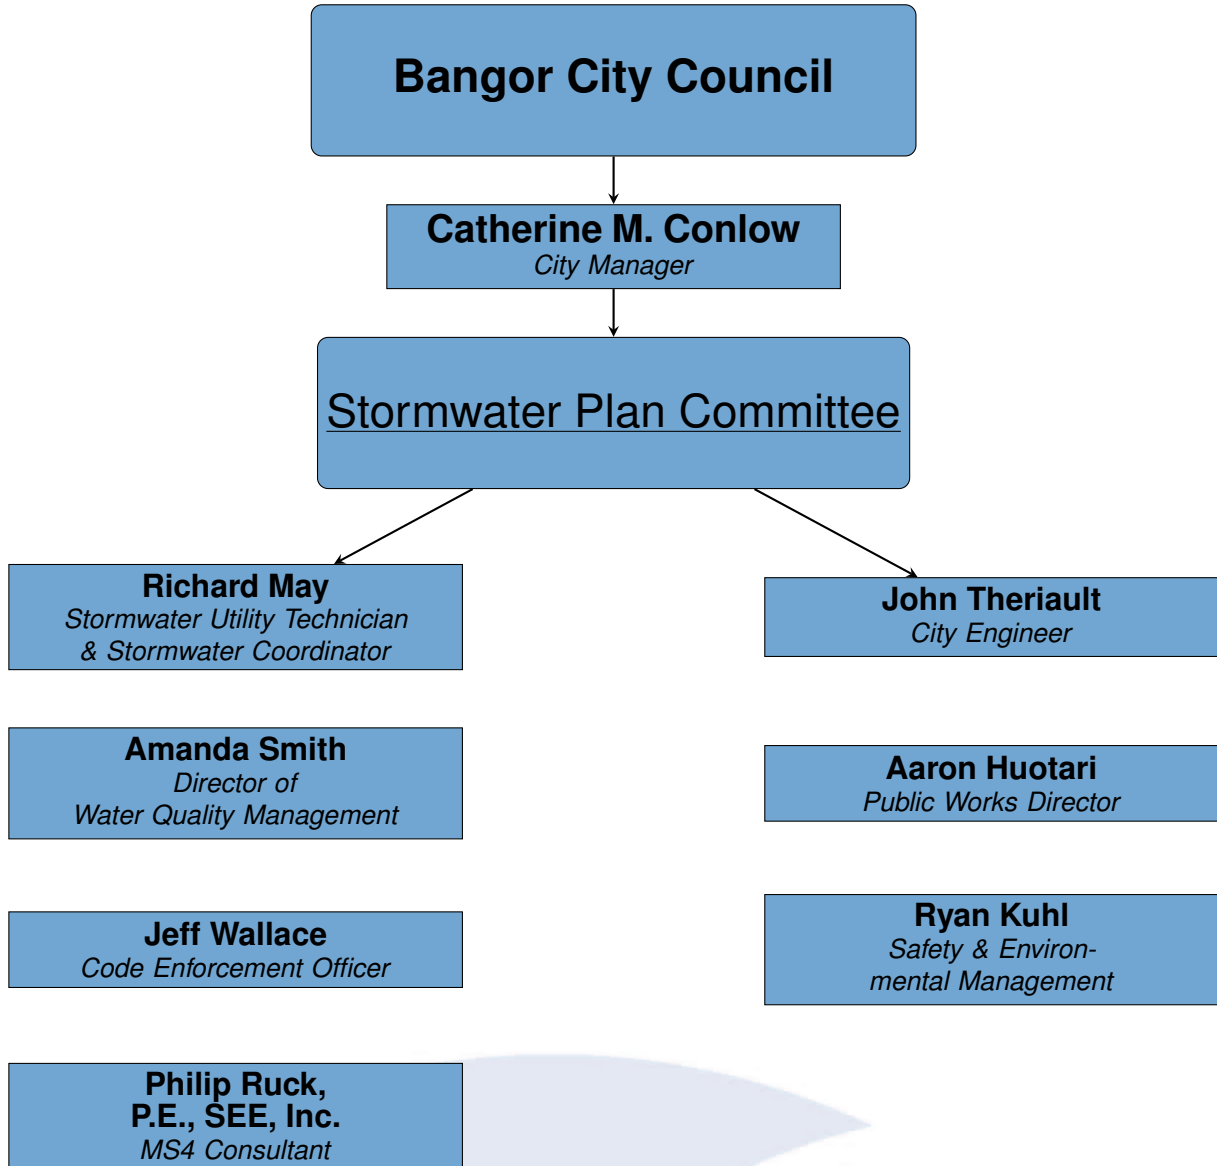 Bangor City Council
Catherine M. Conlow
City Manager
Stormwater Plan Committee
Richard May
Stormwater Utility Technician
& Stormwater Coordinator
Amanda Smith
Director of
Water Quality Management
Jeff Wallace
Code Enforcement Officer
Philip Ruck,
P.E., SEE, Inc.
MS4 Consultant
John Theriault
City Engineer
Aaron Huotari
Public Works Director
Ryan Kuhl
Safety & Environ-
mental Management